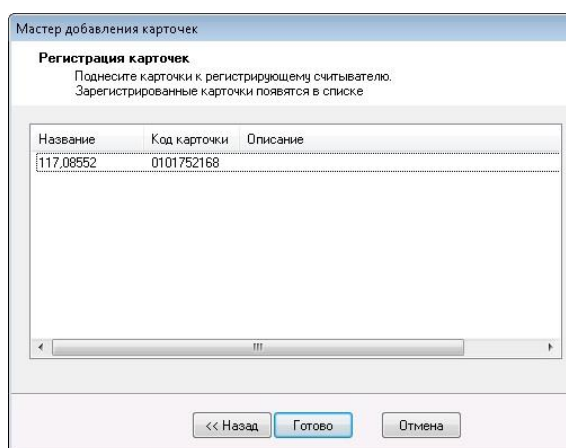 Мастер добавления карточек
Регистрация карточек
Поднесите карточки к регистрирующему считывателю.
Зарегистрированные карточки появятся в списке
Название Код карточки Описание
117,08552 0101752168
<< Назад Готово Отмена